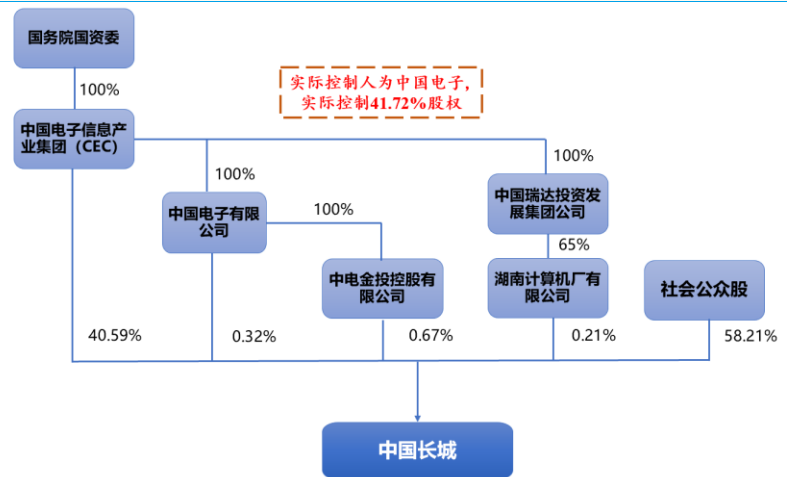 国务院国资委
100%
实际控制人为中国电子，
实际控制41.72%股权
中国电子信息产
业集团（CEC）
100%
100%
中国电子有限
公司
100%
中国瑞达投资发
展集团公司
65%
中电金投控股有
限公司
湖南计算机厂有
限公司
社会公众股
40.59%
0.32%
0.67%
0.21%
58.21%
中国长城